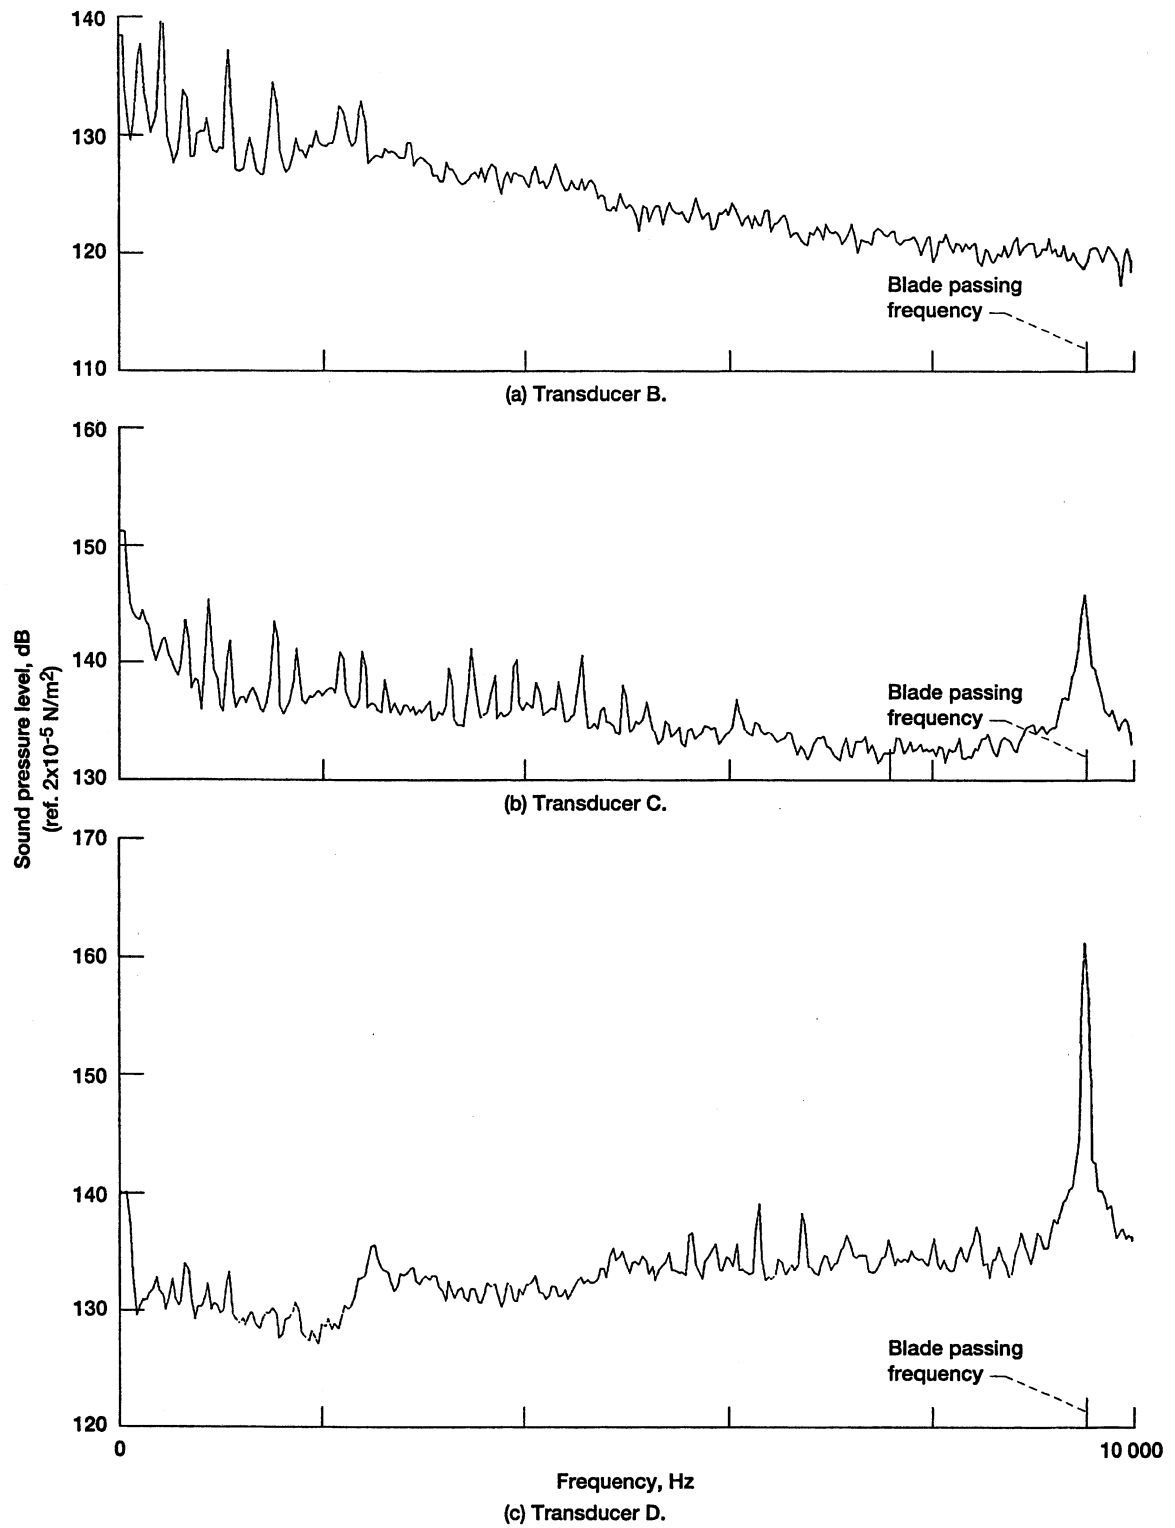 140
130
120
Blade passing
frequency
110
(a) Transducer B.
160
150
140
Blade passing
frequency
130
(b) Transducer C.
Sound pressure level, dB
(ref. 2x10-5 N/m2)
170
160
150
140
130
Blade passing
frequency
120
0
10 000
Frequency, Hz
(c) Transducer D.